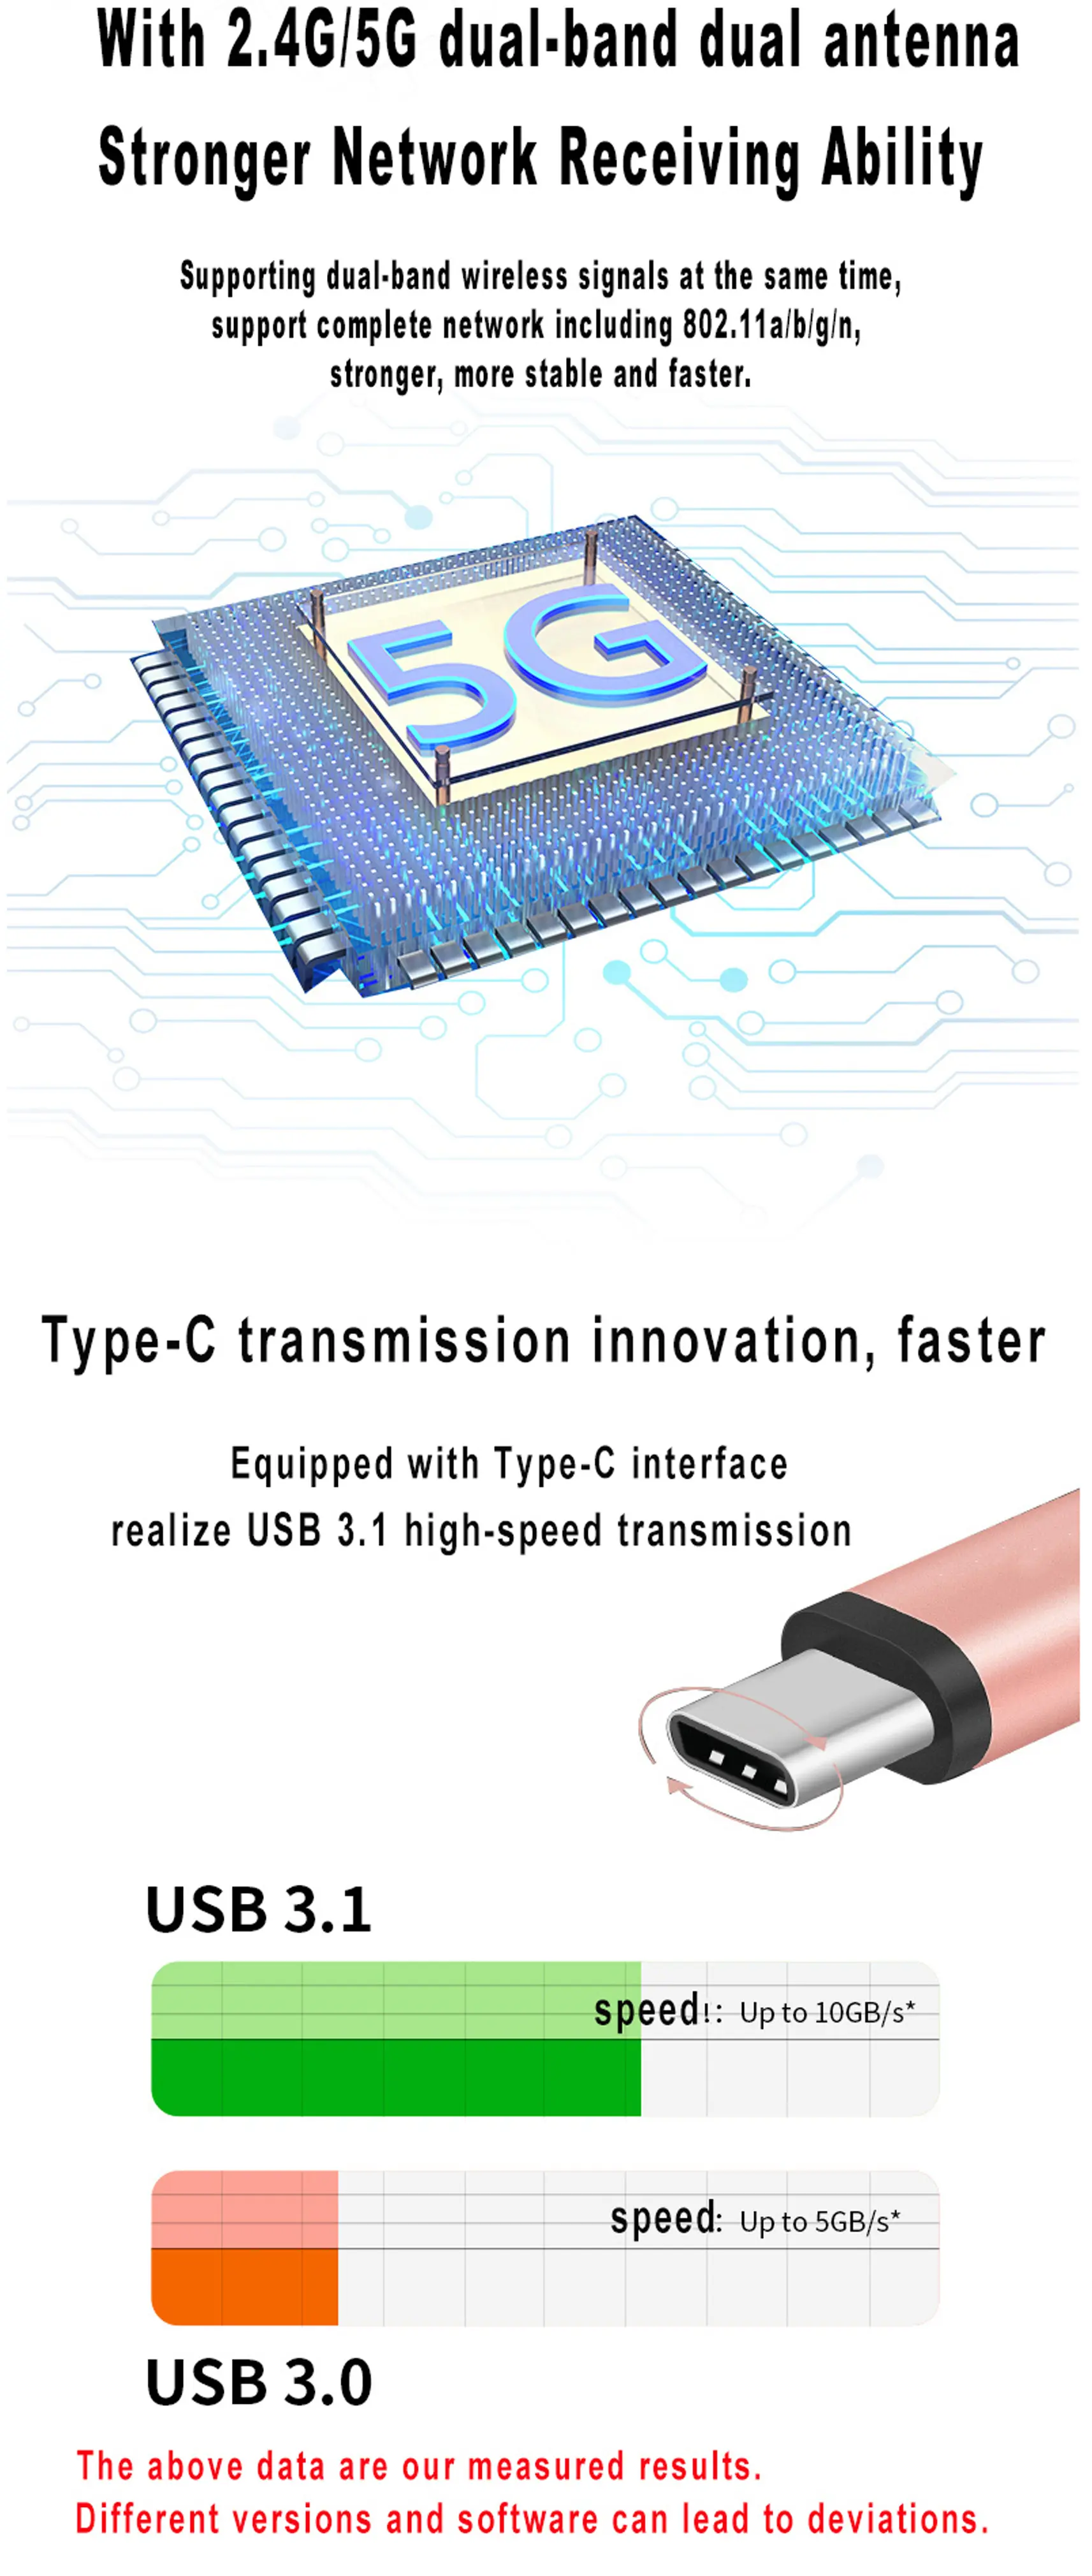 With 2.4G/5G dual-band dual antenna
Stronger Network Receiving Ability
Supporting dual-band wireless signals at the same time,
support complete network including 802.11a/b/g/n,
stronger, more stable and faster.
5G
Type-C transmission innovation, faster
Equipped with Type-C interface
realize USB 3.1 high-speed transmission
USB 3.1
speed!: Up to 10GB/s*
speed: Up to 5GB/s*
USB 3.0
The above data are our measured results.
Different versions and software can lead to deviations.